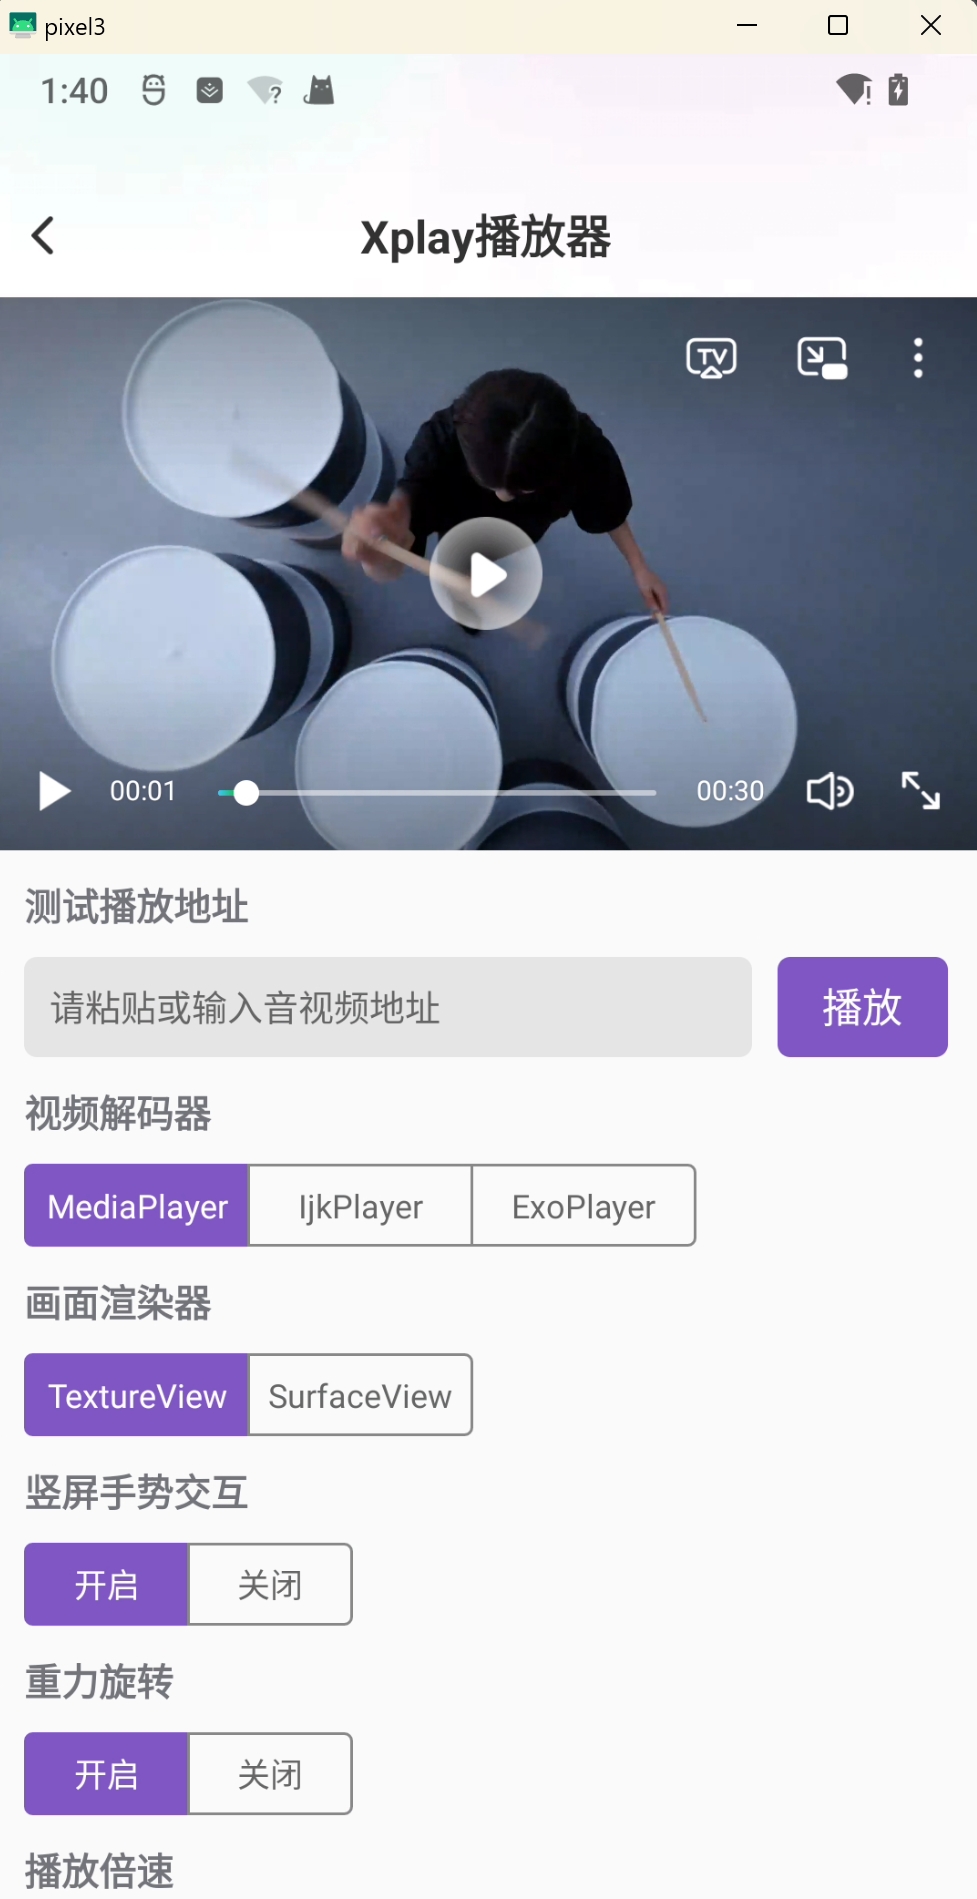 pixel3
1:40
Xplay播放器
TV
00:01
00:30
测试播放地址
请粘贴或输入音视频地址
播放
视频解码器
MediaPlayer
IjkPlayer
ExoPlayer
画面渲染器
TextureView
SurfaceView
竖屏手势交互
开启
关闭
重力旋转
开启
关闭
播放倍速